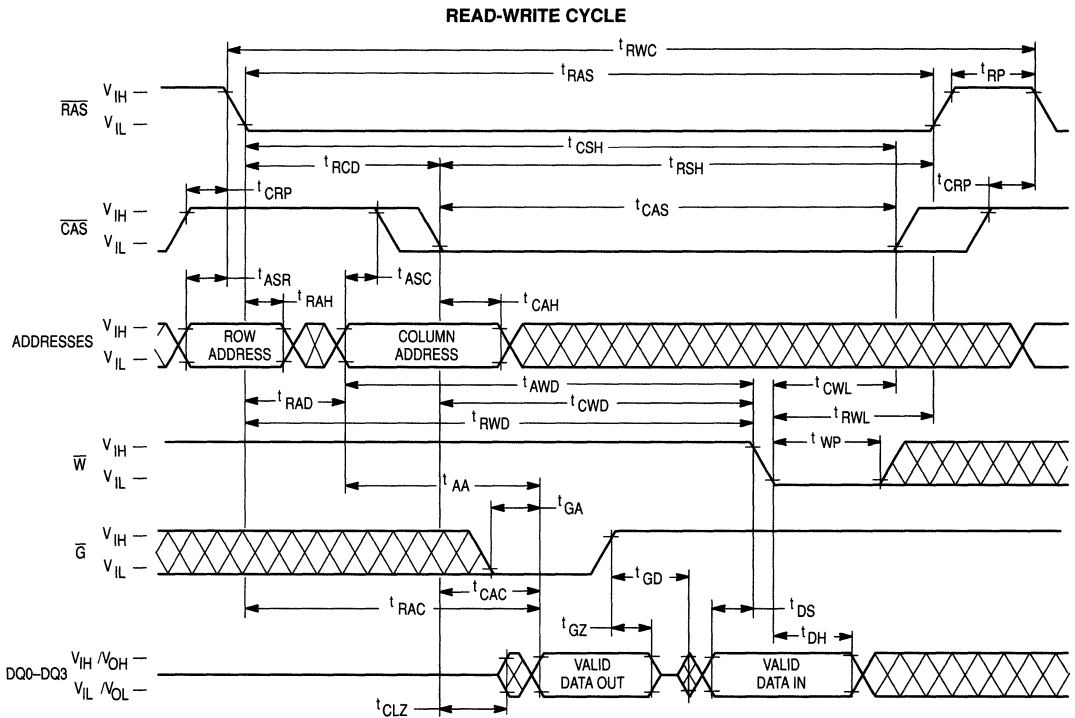 READ-WRITE CYCLE
tRWC
tRAS
tRP
RAS
VIH
VIL
tCSH
tRCD
tRSH
tCRP
tCRP
CAS
VIH
VIL
tCAS
tASR
tASC
tRAH
tCAH
ADDRESSES
VIH
VIL
ROW
ADDRESS
COLUMN
ADDRESS
tAWD
tCWL
tRAD
tCWD
tRWL
tRWD
W
VIH
VIL
tWP
tAA
tGA
G
VIH
VIL
tGD
tCAC
tRAC
tDS
tGZ
tDH
DQ0–DQ3
VIH /VOH
VIL /VOL
VALID
DATA OUT
VALID
DATA IN
tCLZ